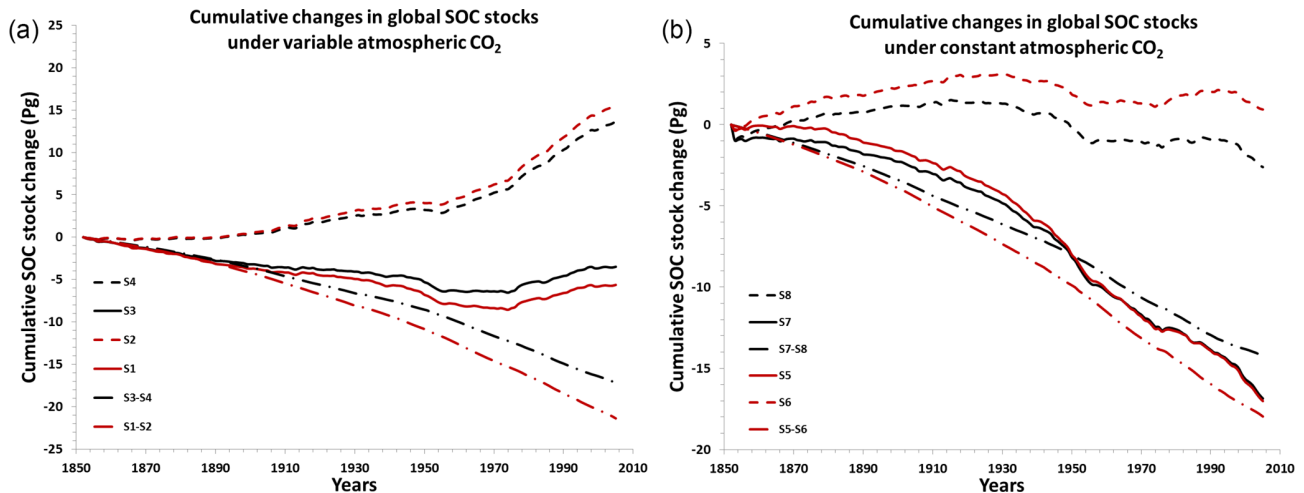 (a)
Cumulative changes in global SOC stocks
under variable atmospheric CO₂
Cumulative SOC stock change (Pg)
25
20
15
10
5
0
-5
-10
-15
-20
-25
S4
S3
S2
S1
S3-S4
S1-S2
1850 1870 1890 1910 1930 1950 1970 1990 2010
Years
(b)
Cumulative changes in global SOC stocks
under constant atmospheric CO₂
Cumulative SOC stock change (Pg)
5
0
-5
-10
-15
-20
S8
S7
S7-S8
S5
S6
S5-S6
1850 1870 1890 1910 1930 1950 1970 1990 2010
Years